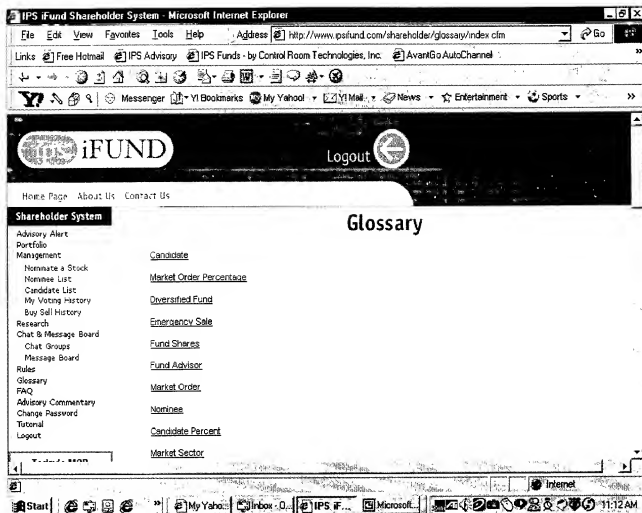 IPS iFund Shareholder System - Microsoft Internet Explorer
File Edit View Favorites Tools Help Address http://www.ipsifund.com/shareholder/glossary/index cfm Go
Links Free Hotmail IPS Advisory IPS Funds - by Control Room Technologies, Inc. AvantGo AutoChannel »
Y! Messenger Y! Bookmarks My Yahoo! Y! Mail News Entertainment Sports »
iFUND
Logout
Home Page About Us Contact Us
Shareholder System
Glossary
Advisory Alert
Portfolio
Management
Nominate a Stock
Nominee List
Candidate List
My Voting History
Buy Sell History
Research
Chat & Message Board
Chat Groups
Message Board
Rules
Glossary
FAQ
Advisory Commentary
Change Password
Tutorial
Logout
Candidate
Market Order Percentage
Diversified Fund
Emergency Sale
Fund Shares
Fund Advisor
Market Order
Nominee
Candidate Percent
Market Sector
Internet
Start » My Yaho... Inbox - O... IPS iF... Microsoft... 11:12 AM